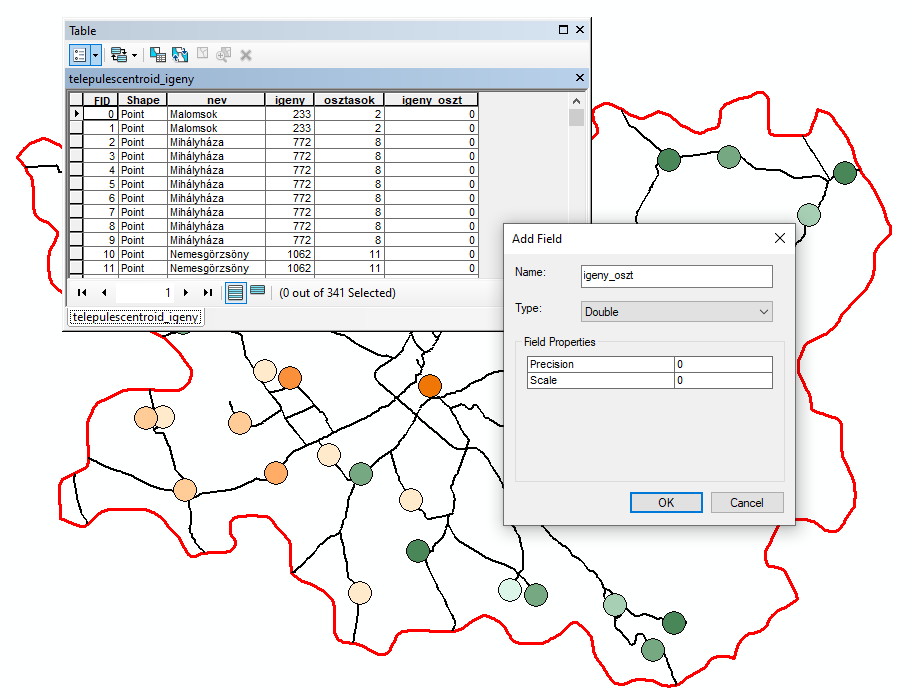 Table
telepulescentroid_igeny
FID Shape nev igeny osztasok igeny_oszt
0 Point Malomsok 233 2 0
1 Point Malomsok 233 2 0
2 Point Mihályháza 772 8 0
3 Point Mihályháza 772 8 0
4 Point Mihályháza 772 8 0
5 Point Mihályháza 772 8 0
6 Point Mihályháza 772 8 0
7 Point Mihályháza 772 8 0
8 Point Mihályháza 772 8 0
9 Point Mihályháza 772 8 0
10 Point Nemesgörzsöny 1062 11 0
11 Point Nemesgörzsöny 1062 11 0
1 (0 out of 341 Selected)
telepulescentroid_igeny
Add Field
Name: igeny_oszt
Type: Double
Field Properties
Precision 0
Scale 0
OK Cancel